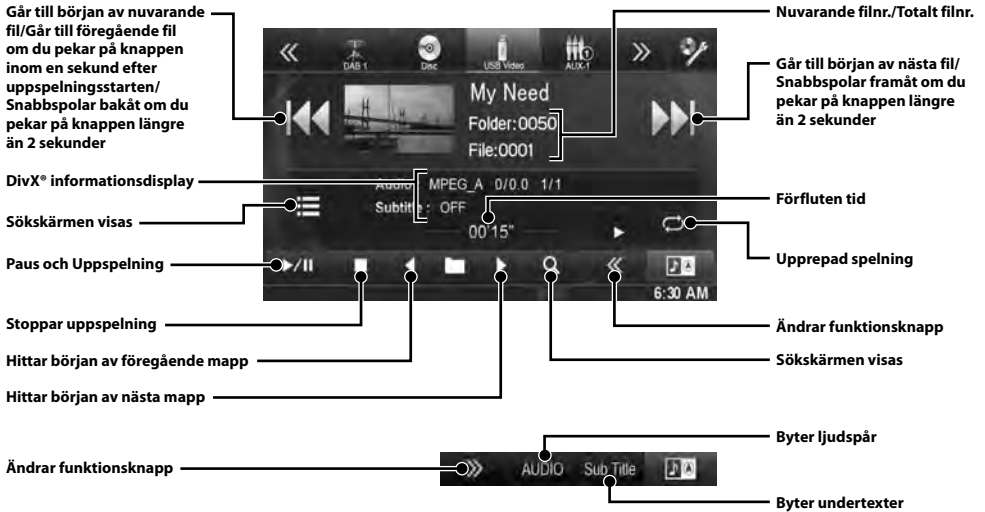 Går till början av nuvarande
fil/Går till föregående fil
om du pekar på knappen
inom en sekund efter
uppspelningsstarten/
Snabbspolar bakåt om du
pekar på knappen längre
än 2 sekunder
DivX® informationsdisplay
Sökskärmen visas
Paus och Uppspelning
Stoppar uppspelning
Hittar början av föregående mapp
Hittar början av nästa mapp
Ändrar funktionsknapp
DAB 1
Disc
USB Video
AUX-1
My Need
Folder:0050
File:0001
Audio : MPEG_A 0/0.0 1/1
Subtitle : OFF
00'15"
6:30 AM
AUDIO
Sub Title
Nuvarande filnr./Totalt filnr.
Går till början av nästa fil/
Snabbspolar framåt om du
pekar på knappen längre
än 2 sekunder
Förfluten tid
Upprepad spelning
Ändrar funktionsknapp
Sökskärmen visas
Byter ljudspår
Byter undertexter